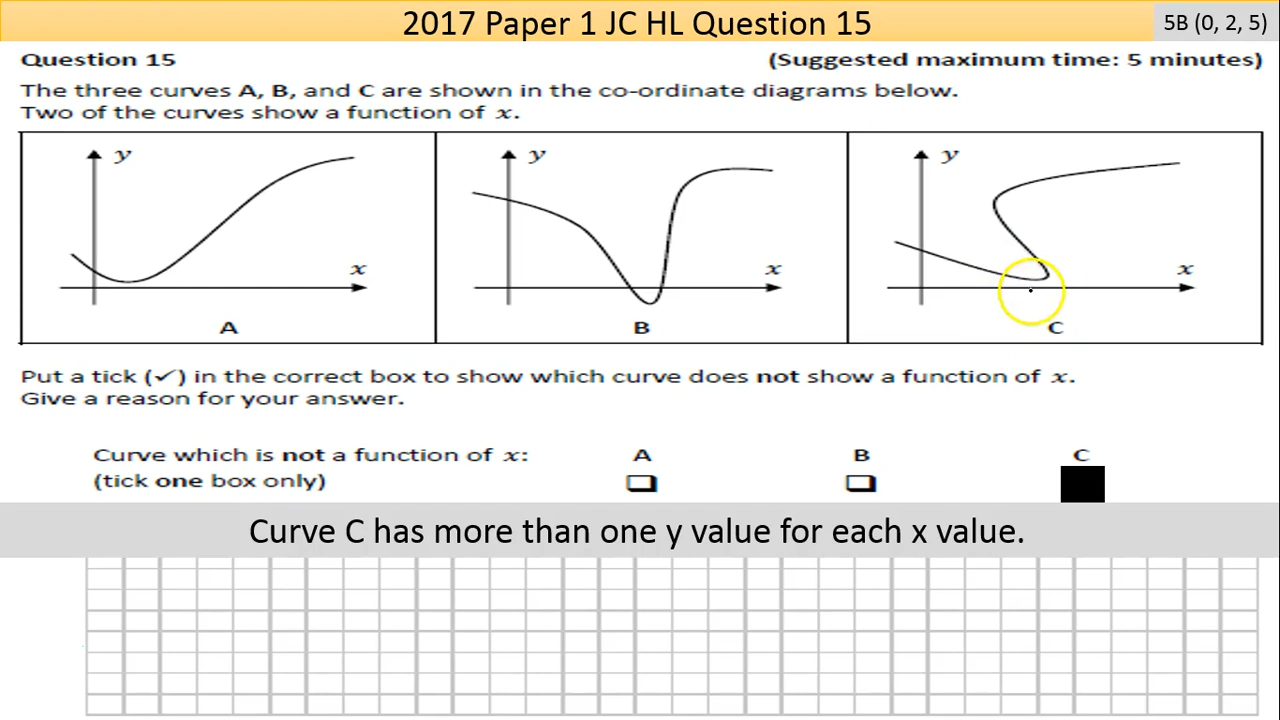 2017 Paper 1 JC HL Question 15
5B (0, 2, 5)
Question 15 (Suggested maximum time: 5 minutes)
The three curves A, B, and C are shown in the co-ordinate diagrams below.
Two of the curves show a function of x.
y y y
x x x
A B C
Put a tick (✓) in the correct box to show which curve does not show a function of x.
Give a reason for your answer.
Curve which is not a function of x: A B C
(tick one box only)
Curve C has more than one y value for each x value.